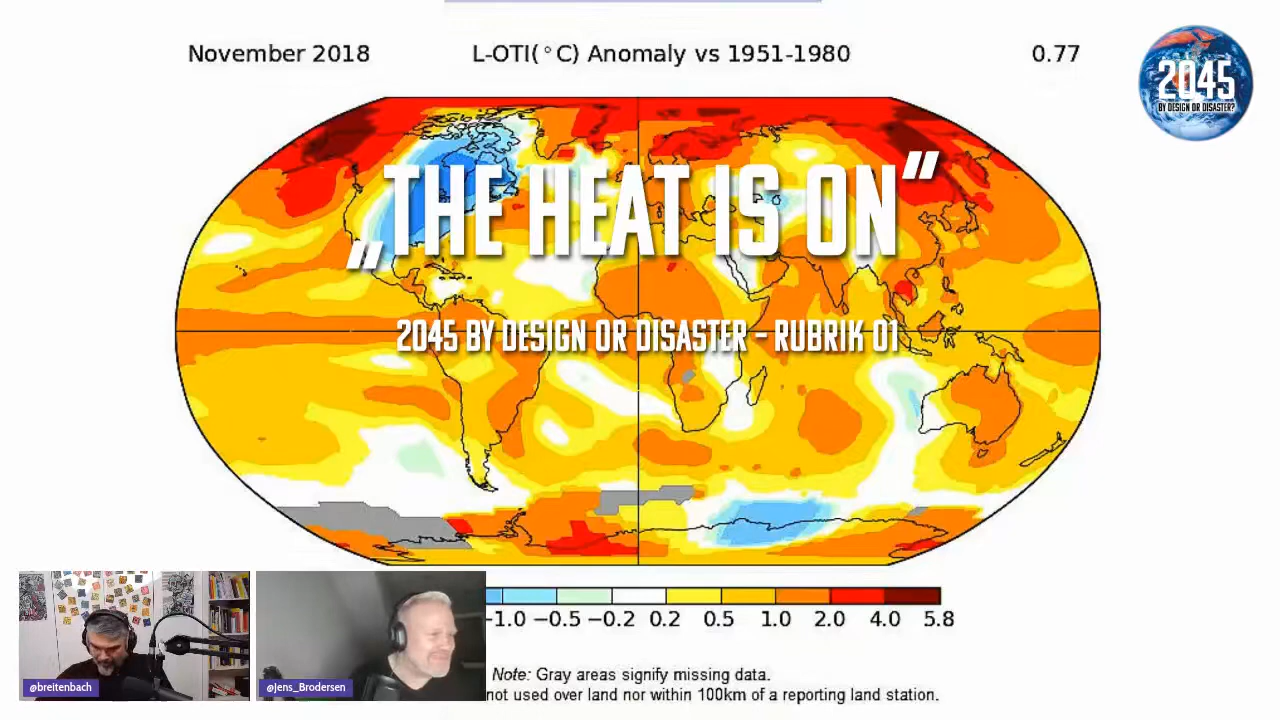 November 2018 L-OTI(°C) Anomaly vs 1951-1980 0.77
2045
BY DESIGN OR DISASTER?
„THE HEAT IS ON“
2045 BY DESIGN OR DISASTER - RUBRIK 01
-1.0 -0.5 -0.2 0.2 0.5 1.0 2.0 4.0 5.8
Note: Gray areas signify missing data.
not used over land nor within 100km of a reporting land station.
@breitenbach
@Jens_Brodersen